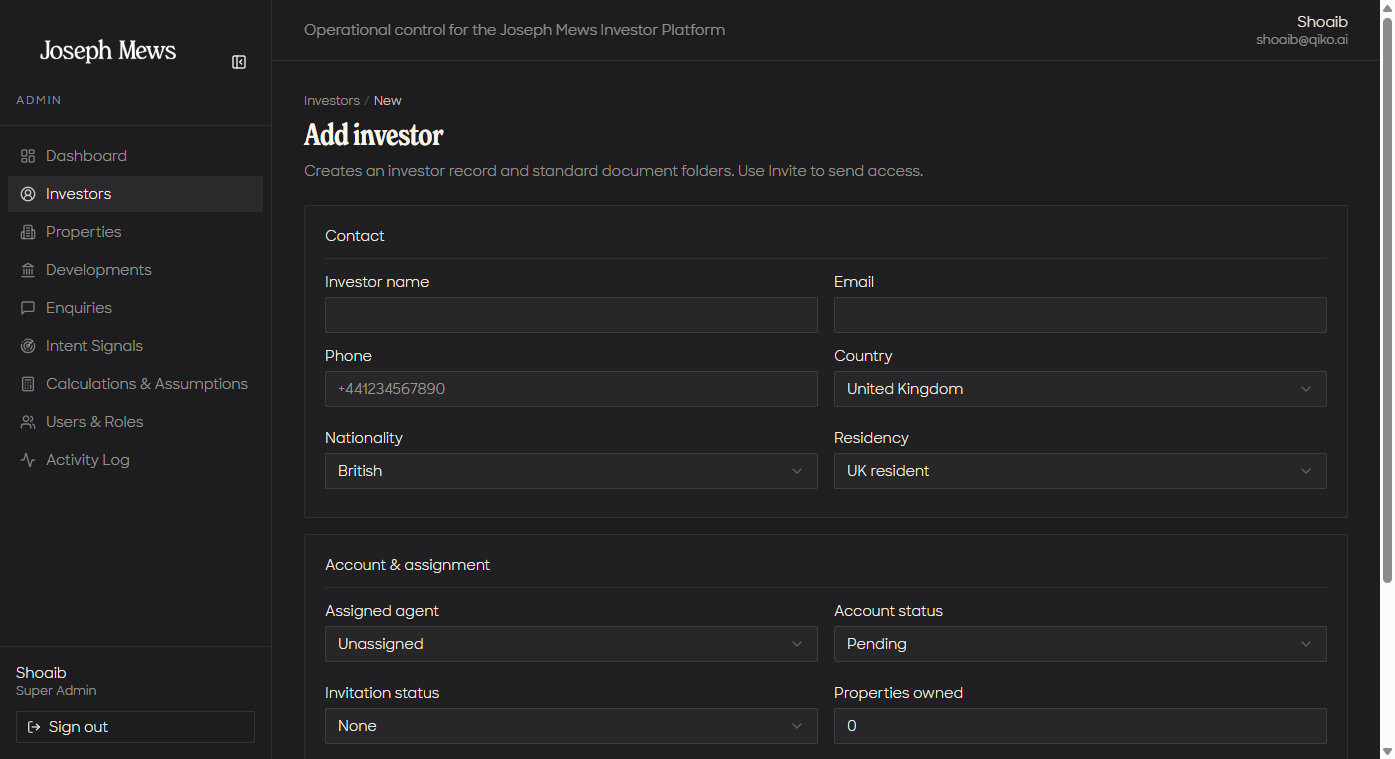 Joseph Mews
ADMIN
Dashboard
Investors
Properties
Developments
Enquiries
Intent Signals
Calculations & Assumptions
Users & Roles
Activity Log
Shoaib
Super Admin
Sign out
Operational control for the Joseph Mews Investor Platform
Shoaib
shoaib@qiko.ai
Investors / New
Add investor
Creates an investor record and standard document folders. Use Invite to send access.
Contact
Investor name
Email
Phone
Country
+441234567890
United Kingdom
Nationality
Residency
British
UK resident
Account & assignment
Assigned agent
Account status
Unassigned
Pending
Invitation status
Properties owned
None
0